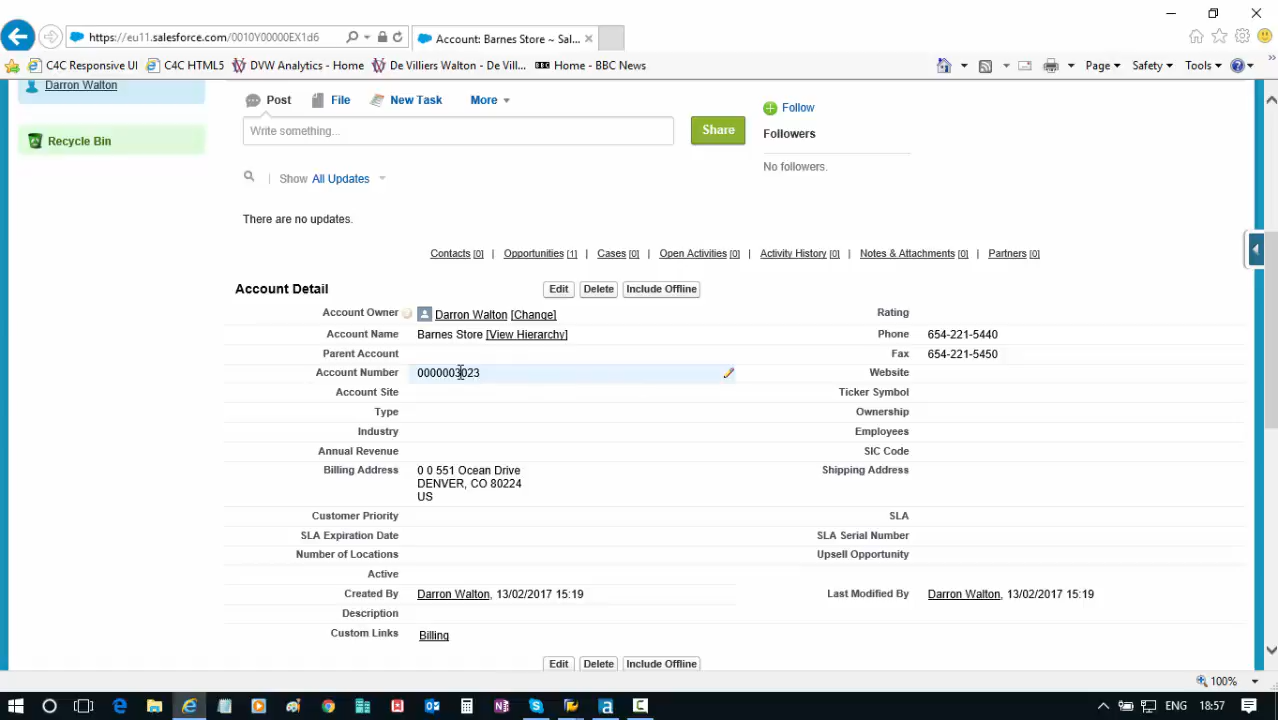 https://eu11.salesforce.com/0010Y00000EX1d6
Account: Barnes Store ~ Sal...
C4C Responsive UI
C4C HTML5
DVW Analytics - Home
De Villiers Walton - De Vill...
Home - BBC News
Page
Safety
Tools
Darron Walton
Recycle Bin
Post
File
New Task
More
Write something...
Share
Follow
Followers
No followers.
Show All Updates
There are no updates.
Contacts [0] | Opportunities [1] | Cases [0] | Open Activities [0] | Activity History [0] | Notes & Attachments [0] | Partners [0]
Account Detail
Edit Delete Include Offline
Account Owner Darron Walton [Change] Rating
Account Name Barnes Store [View Hierarchy] Phone 654-221-5440
Parent Account Fax 654-221-5450
Account Number 0000003023 Website
Account Site Ticker Symbol
Type Ownership
Industry Employees
Annual Revenue SIC Code
Billing Address 0 0 551 Ocean Drive Shipping Address
DENVER, CO 80224
US
Customer Priority SLA
SLA Expiration Date SLA Serial Number
Number of Locations Upsell Opportunity
Active
Created By Darron Walton, 13/02/2017 15:19 Last Modified By Darron Walton, 13/02/2017 15:19
Description
Custom Links Billing
Edit Delete Include Offline
100%
ENG 18:57